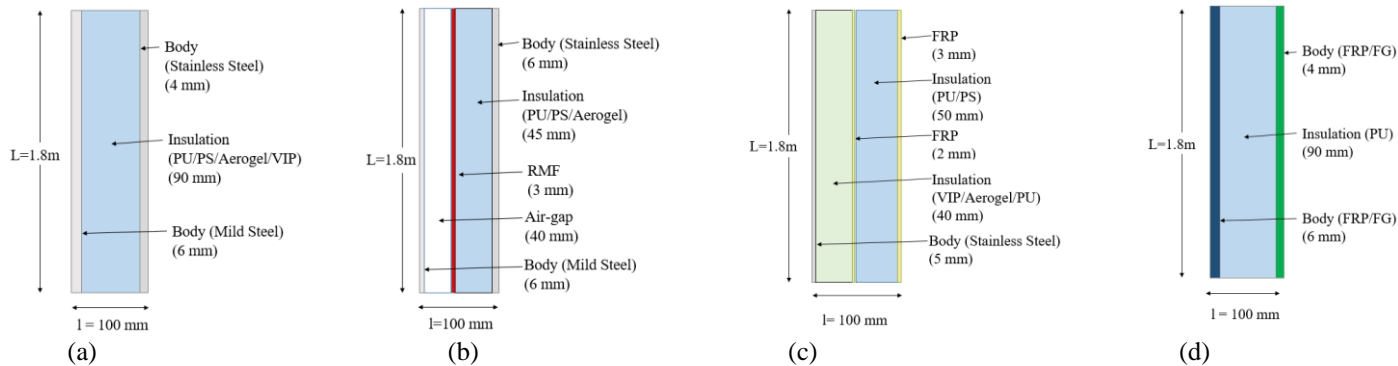 L=1.8m
Body
(Stainless Steel)
(4 mm)
Insulation
(PU/PS/Aerogel/VIP)
(90 mm)
Body (Mild Steel)
(6 mm)
l = 100 mm
(a)
L=1.8m
Body (Stainless Steel)
(6 mm)
Insulation
(PU/PS/Aerogel)
(45 mm)
RMF
(3 mm)
Air-gap
(40 mm)
Body (Mild Steel)
(6 mm)
l=100 mm
(b)
L=1.8m
FRP
(3 mm)
Insulation
(PU/PS)
(50 mm)
FRP
(2 mm)
Insulation
(VIP/Aerogel/PU)
(40 mm)
Body (Stainless Steel)
(5 mm)
l= 100 mm
(c)
L=1.8m
Body (FRP/FG)
(4 mm)
Insulation (PU)
(90 mm)
Body (FRP/FG)
(6 mm)
l = 100 mm
(d)